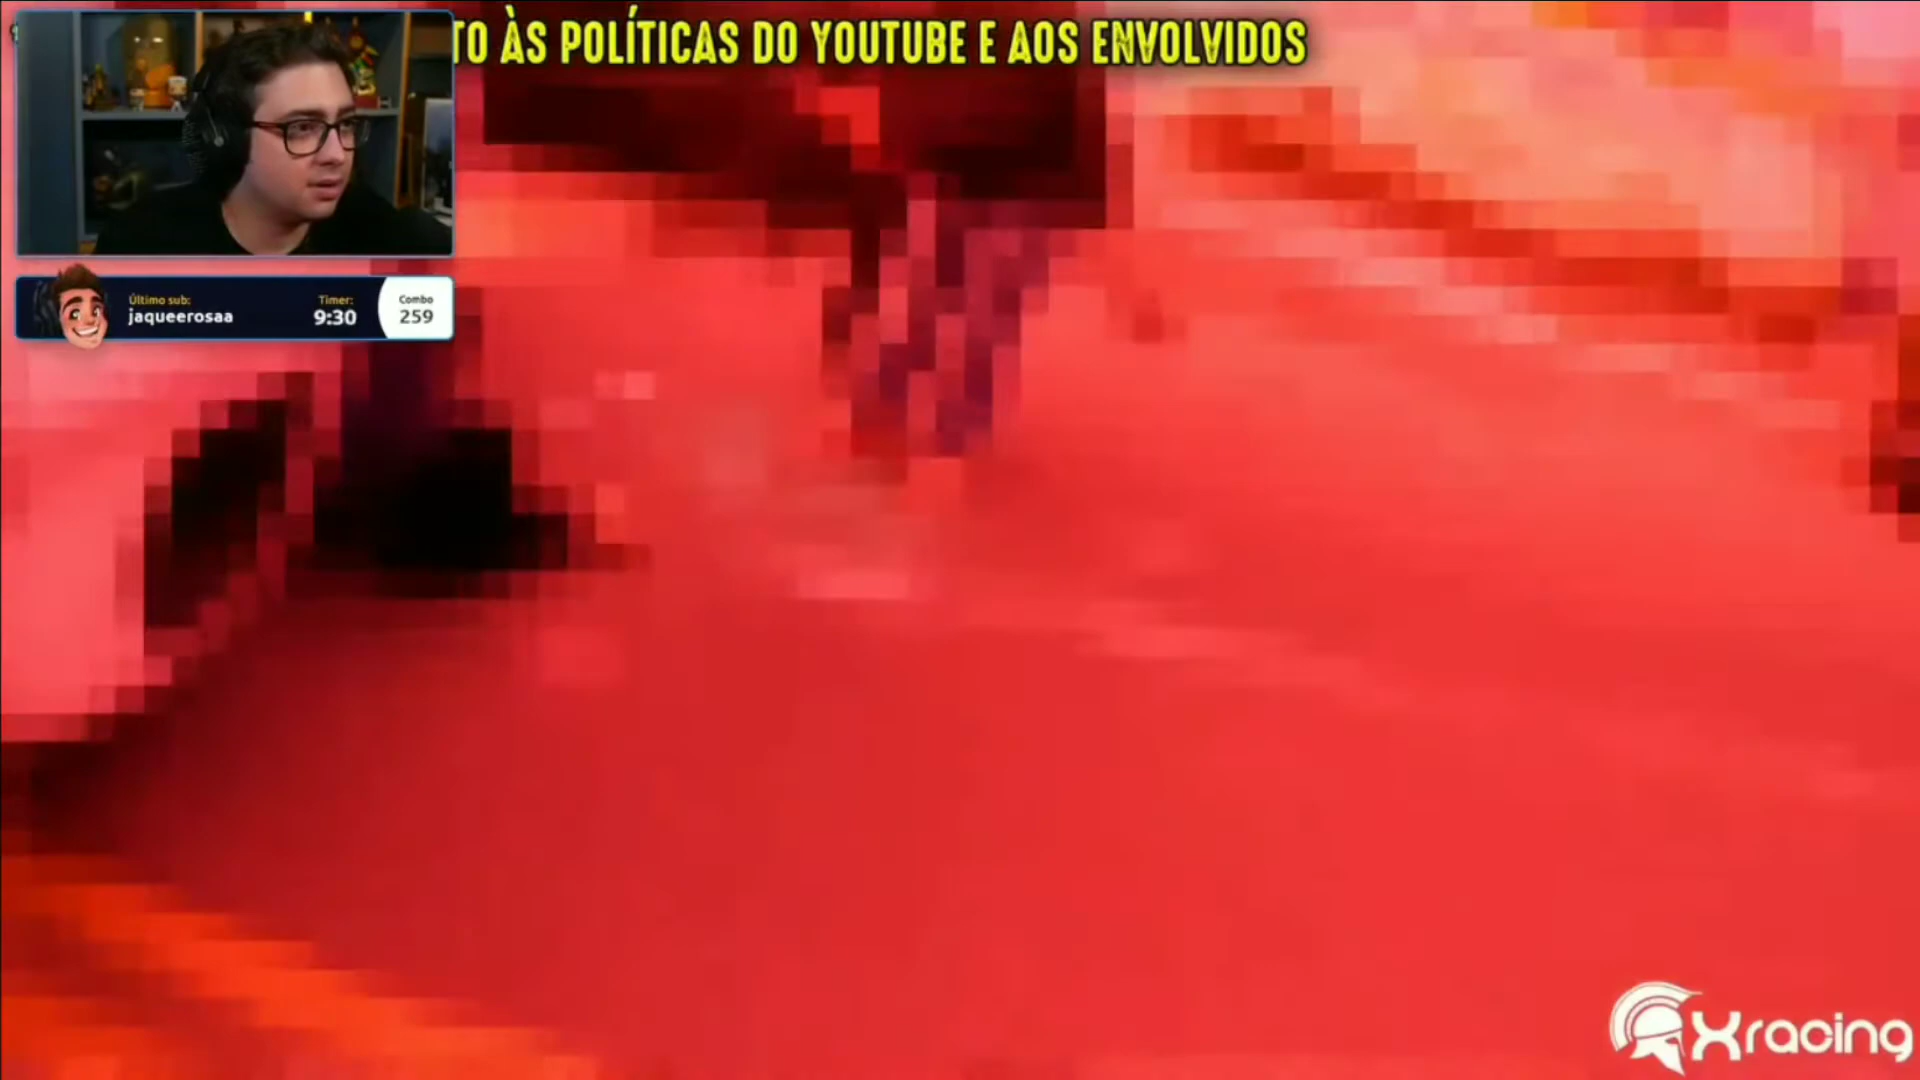 TO ÀS POLÍTICAS DO YOUTUBE E AOS ENVOLVIDOS
Último sub:
jaqueerosaa
Timer:
9:30
Combo
259
Xracing